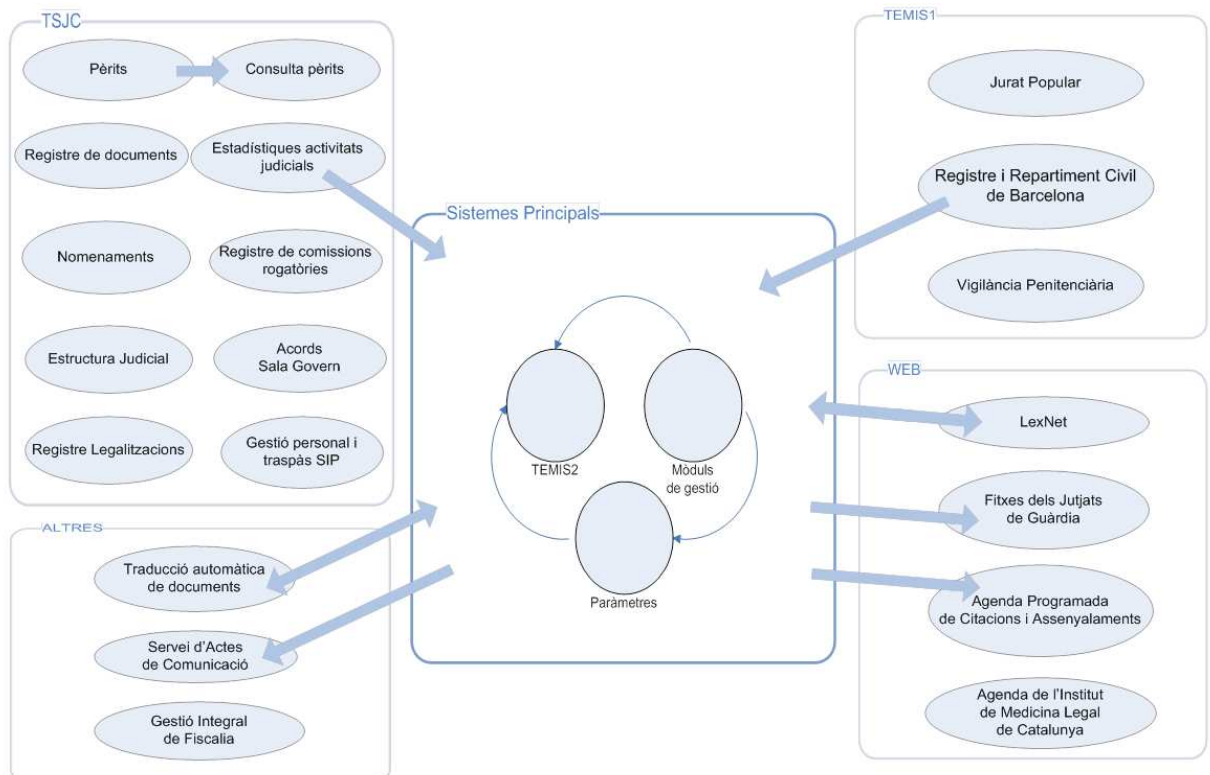 TSJC
Pèrits
Consulta pèrits
Registre de documents
Estadístiques activitats
judicials
Nomenaments
Registre de comissions
rogatòries
Estructura Judicial
Acords
Sala Govern
Registre Legalitzacions
Gestió personal i
traspàs SIP
ALTRES
Traducció automàtica
de documents
Servei d'Actes
de Comunicació
Gestió Integral
de Fiscalia
Sistemes Principals
TEMIS2
Mòduls
de gestió
Paràmetres
TEMIS1
Jurat Popular
Registre i Repartiment Civil
de Barcelona
Vigilància Penitenciària
WEB
LexNet
Fitxes dels Jutjats
de Guàrdia
Agenda Programada
de Citacions i Assenyalaments
Agenda de l'Institut
de Medicina Legal
de Catalunya